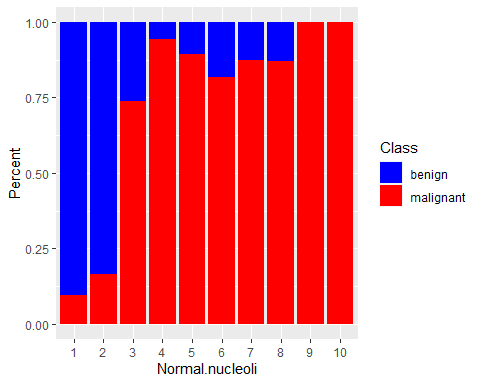 1.00
0.75
0.50
0.25
0.00
Percent
1 2 3 4 5 6 7 8 9 10
Normal.nucleoli
Class
benign
malignant